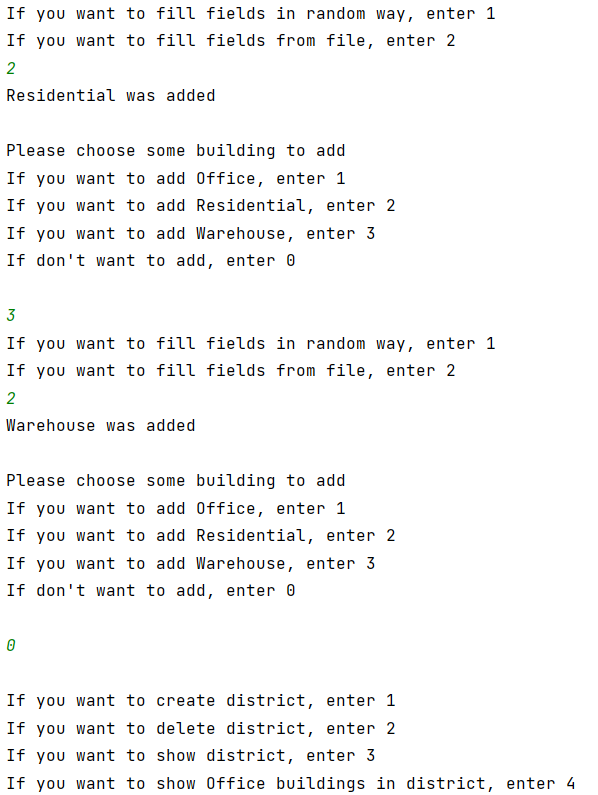 If you want to fill fields in random way, enter 1
If you want to fill fields from file, enter 2
2
Residential was added
Please choose some building to add
If you want to add Office, enter 1
If you want to add Residential, enter 2
If you want to add Warehouse, enter 3
If don't want to add, enter 0
3
If you want to fill fields in random way, enter 1
If you want to fill fields from file, enter 2
2
Warehouse was added
Please choose some building to add
If you want to add Office, enter 1
If you want to add Residential, enter 2
If you want to add Warehouse, enter 3
If don't want to add, enter 0
0
If you want to create district, enter 1
If you want to delete district, enter 2
If you want to show district, enter 3
If you want to show Office buildings in district, enter 4